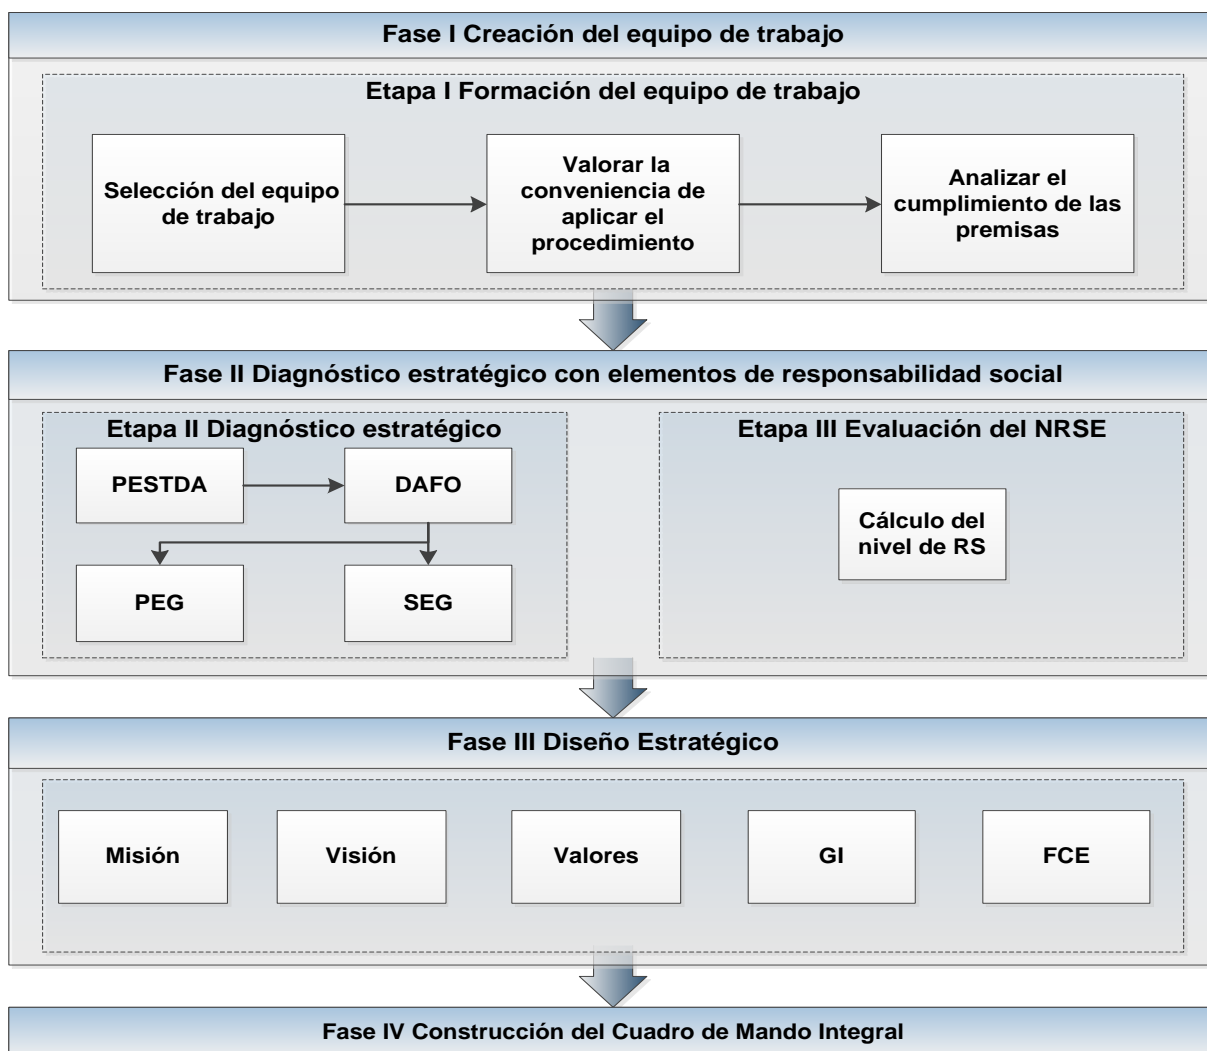 Fase I Creación del equipo de trabajo
Etapa I Formación del equipo de trabajo
Selección del equipo
de trabajo
Valorar la
conveniencia de
aplicar el
procedimiento
Analizar el
cumplimiento de las
premisas
Fase II Diagnóstico estratégico con elementos de responsabilidad social
Etapa II Diagnóstico estratégico
PESTDA
DAFO
PEG
SEG
Etapa III Evaluación del NRSE
Cálculo del
nivel de RS
Fase III Diseño Estratégico
Misión
Visión
Valores
GI
FCE
Fase IV Construcción del Cuadro de Mando Integral